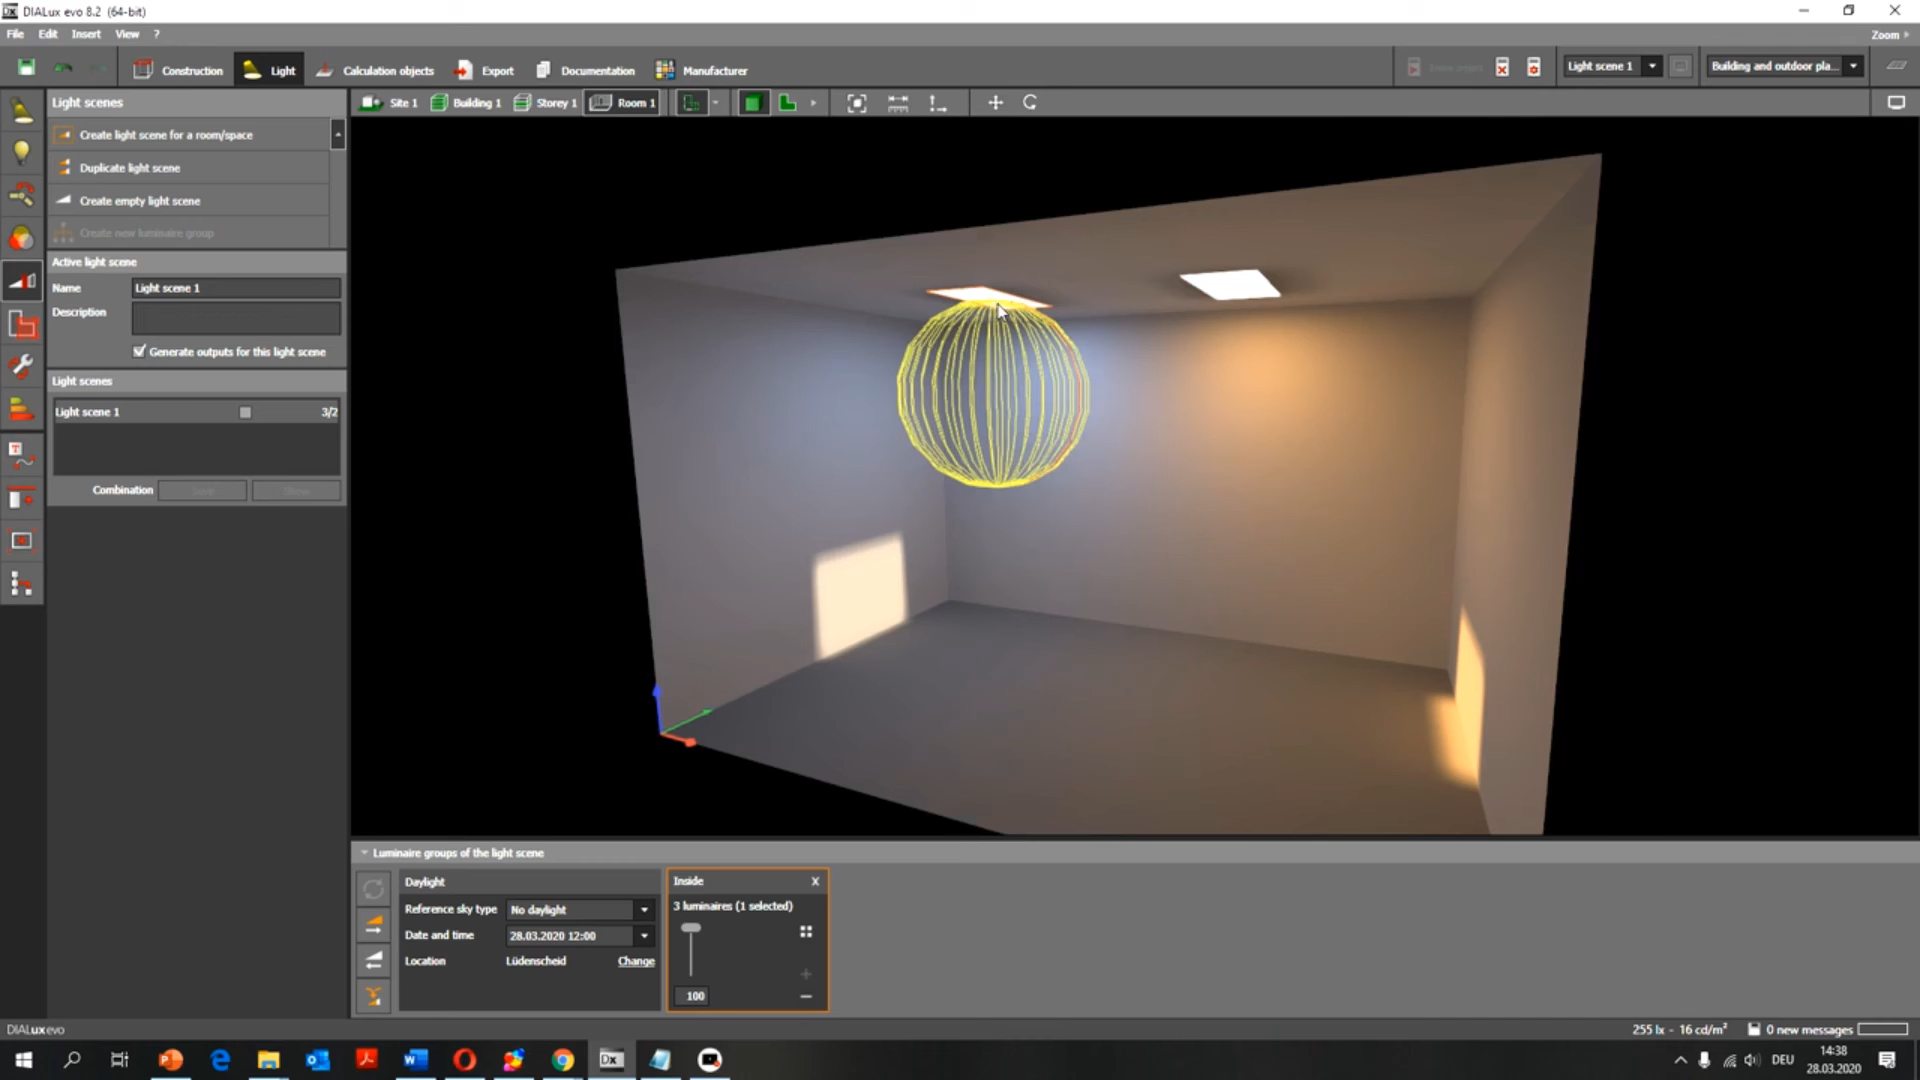 DIALux evo 8.2 (64-bit)
File Edit Insert View ?
Zoom
Construction Light Calculation objects Export Documentation Manufacturer
Light scene 1
Building and outdoor pla...
Light scenes
Site 1 Building 1 Storey 1 Room 1
Create light scene for a room/space
Duplicate light scene
Create empty light scene
Create new luminaire group
Active light scene
Name Light scene 1
Description
Generate outputs for this light scene
Light scenes
Light scene 1 3/2
Combination Save Show
Luminaire groups of the light scene
Daylight
Reference sky type No daylight
Date and time 28.03.2020 12:00
Location Lüdenscheid Change
Inside X
3 luminaires (1 selected)
100
DIALux evo
255 lx - 16 cd/m²
0 new messages
DEU
14:38
28.03.2020